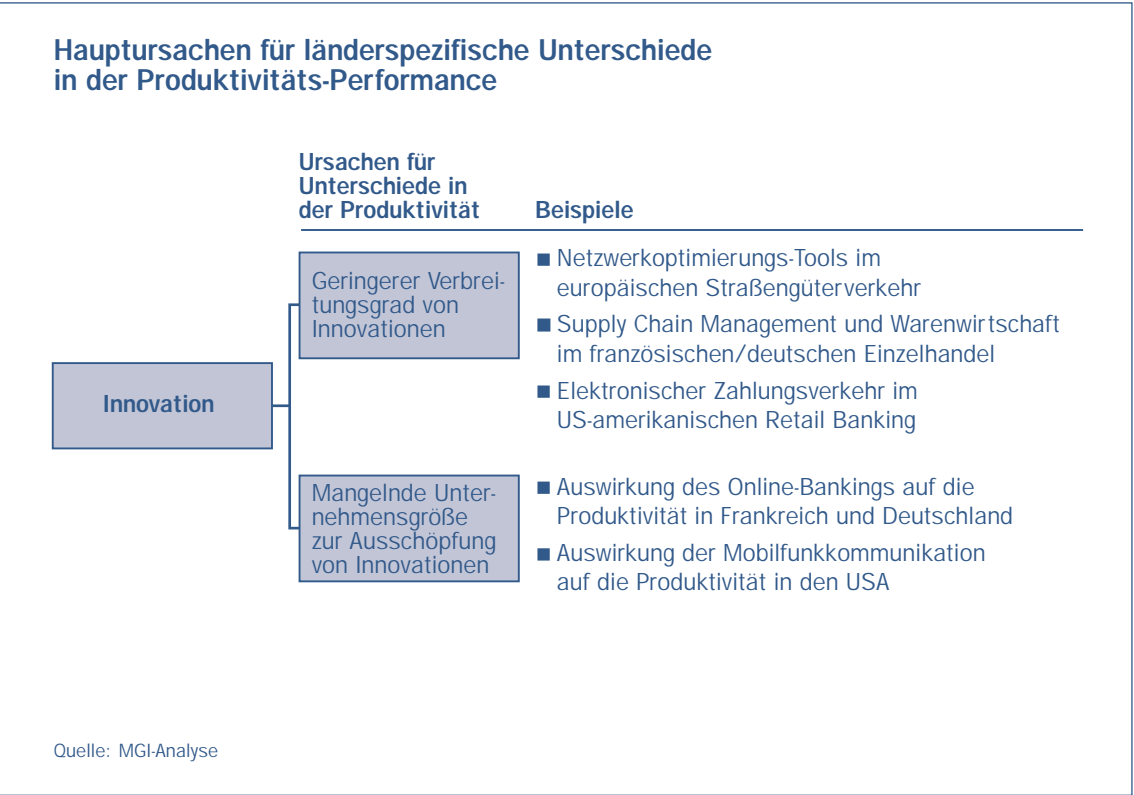 Hauptursachen für länderspezifische Unterschiede
in der Produktivitäts-Performance
Ursachen für
Unterschiede in
der Produktivität
Beispiele
Innovation
Geringerer Verbrei-
tungsgrad von
Innovationen
■ Netzwerkoptimierungs-Tools im
europäischen Straßengüterverkehr
■ Supply Chain Management und Warenwirtschaft
im französischen/deutschen Einzelhandel
■ Elektronischer Zahlungsverkehr im
US-amerikanischen Retail Banking
Mangelnde Unter-
nehmensgröße
zur Ausschöpfung
von Innovationen
■ Auswirkung des Online-Bankings auf die
Produktivität in Frankreich und Deutschland
■ Auswirkung der Mobilfunkkommunikation
auf die Produktivität in den USA
Quelle: MGI-Analyse